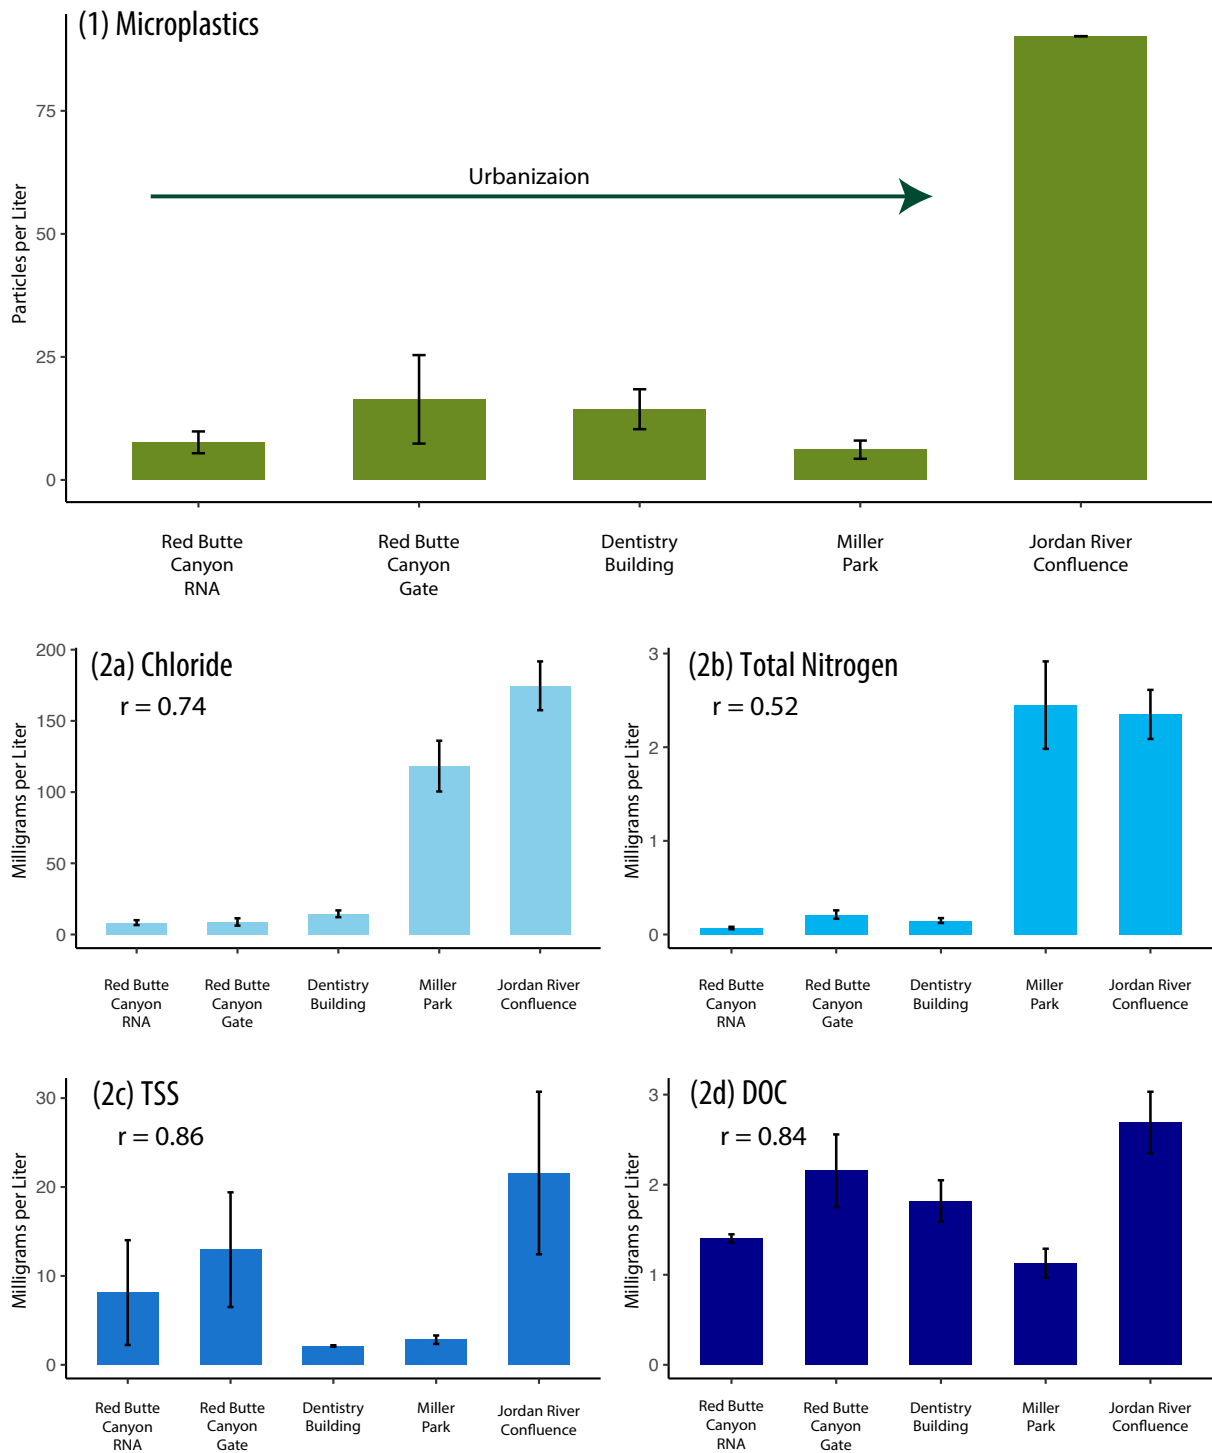 (1) Microplastics
Particles per Liter
75
50
25
0
Urbanizaion
Red Butte
Canyon
RNA
Red Butte
Canyon
Gate
Dentistry
Building
Miller
Park
Jordan River
Confluence
(2a) Chloride
r = 0.74
Milligrams per Liter
200
150
100
50
0
Red Butte
Canyon
RNA
Red Butte
Canyon
Gate
Dentistry
Building
Miller
Park
Jordan River
Confluence
(2b) Total Nitrogen
r = 0.52
Milligrams per Liter
3
2
1
0
Red Butte
Canyon
RNA
Red Butte
Canyon
Gate
Dentistry
Building
Miller
Park
Jordan River
Confluence
(2c) TSS
r = 0.86
Milligrams per Liter
30
20
10
0
Red Butte
Canyon
RNA
Red Butte
Canyon
Gate
Dentistry
Building
Miller
Park
Jordan River
Confluence
(2d) DOC
r = 0.84
Milligrams per Liter
3
2
1
0
Red Butte
Canyon
RNA
Red Butte
Canyon
Gate
Dentistry
Building
Miller
Park
Jordan River
Confluence